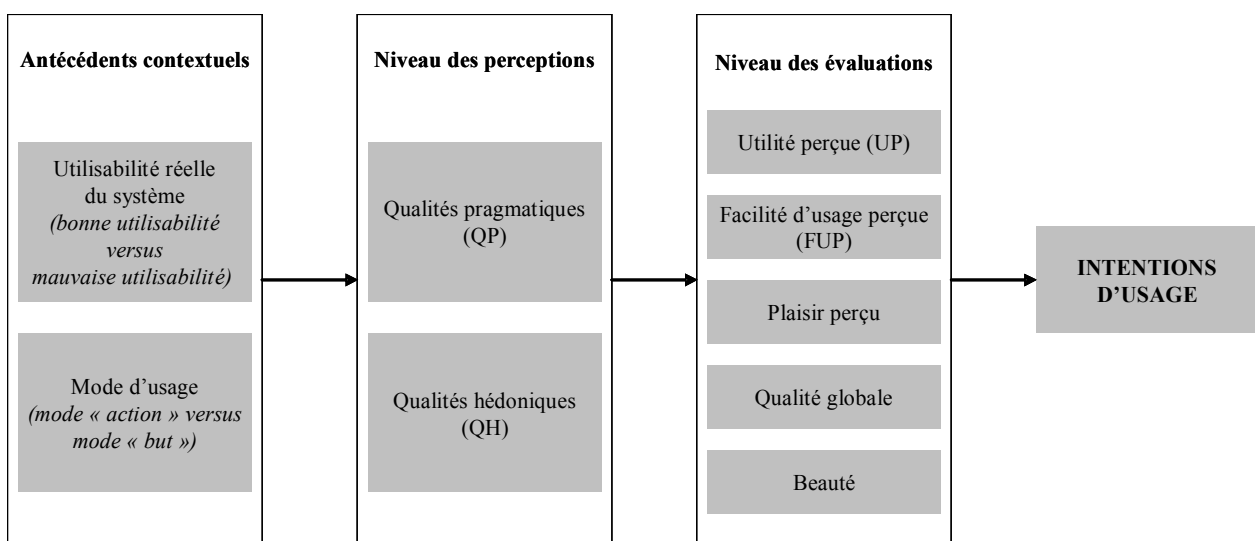 Antécédents contextuels
Utilisabilité réelle
du système
(bonne utilisabilité
versus
mauvaise utilisabilité)
Mode d’usage
(mode « action » versus
mode « but »)
Niveau des perceptions
Qualités pragmatiques
(QP)
Qualités hédoniques
(QH)
Niveau des évaluations
Utilité perçue (UP)
Facilité d’usage perçue
(FUP)
Plaisir perçu
Qualité globale
Beauté
INTENTIONS
D’USAGE